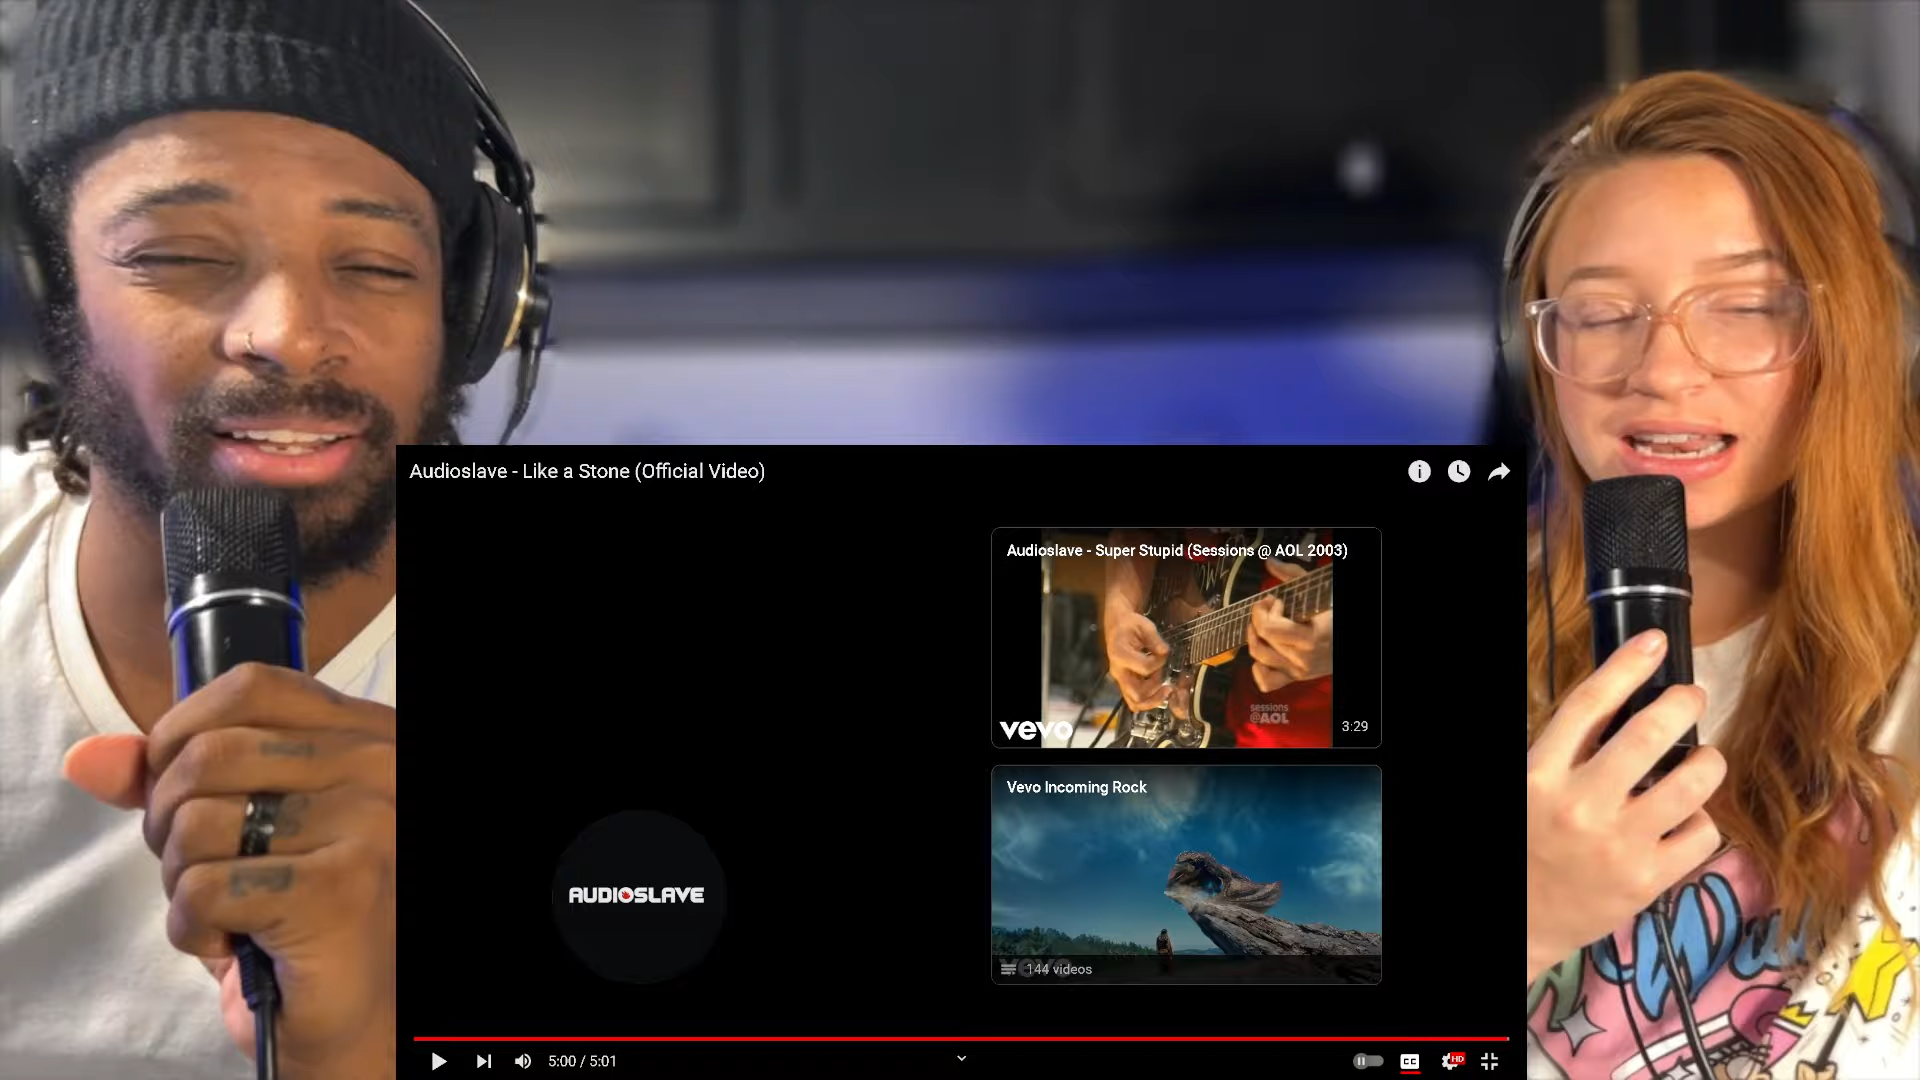 Audioslave - Like a Stone (Official Video)
Audioslave - Super Stupid (Sessions @ AOL 2003)
sessions
@AOL
vevo
3:29
Vevo Incoming Rock
AUDIOSLAVE
144 videos
5:00 / 5:01
CC
HD